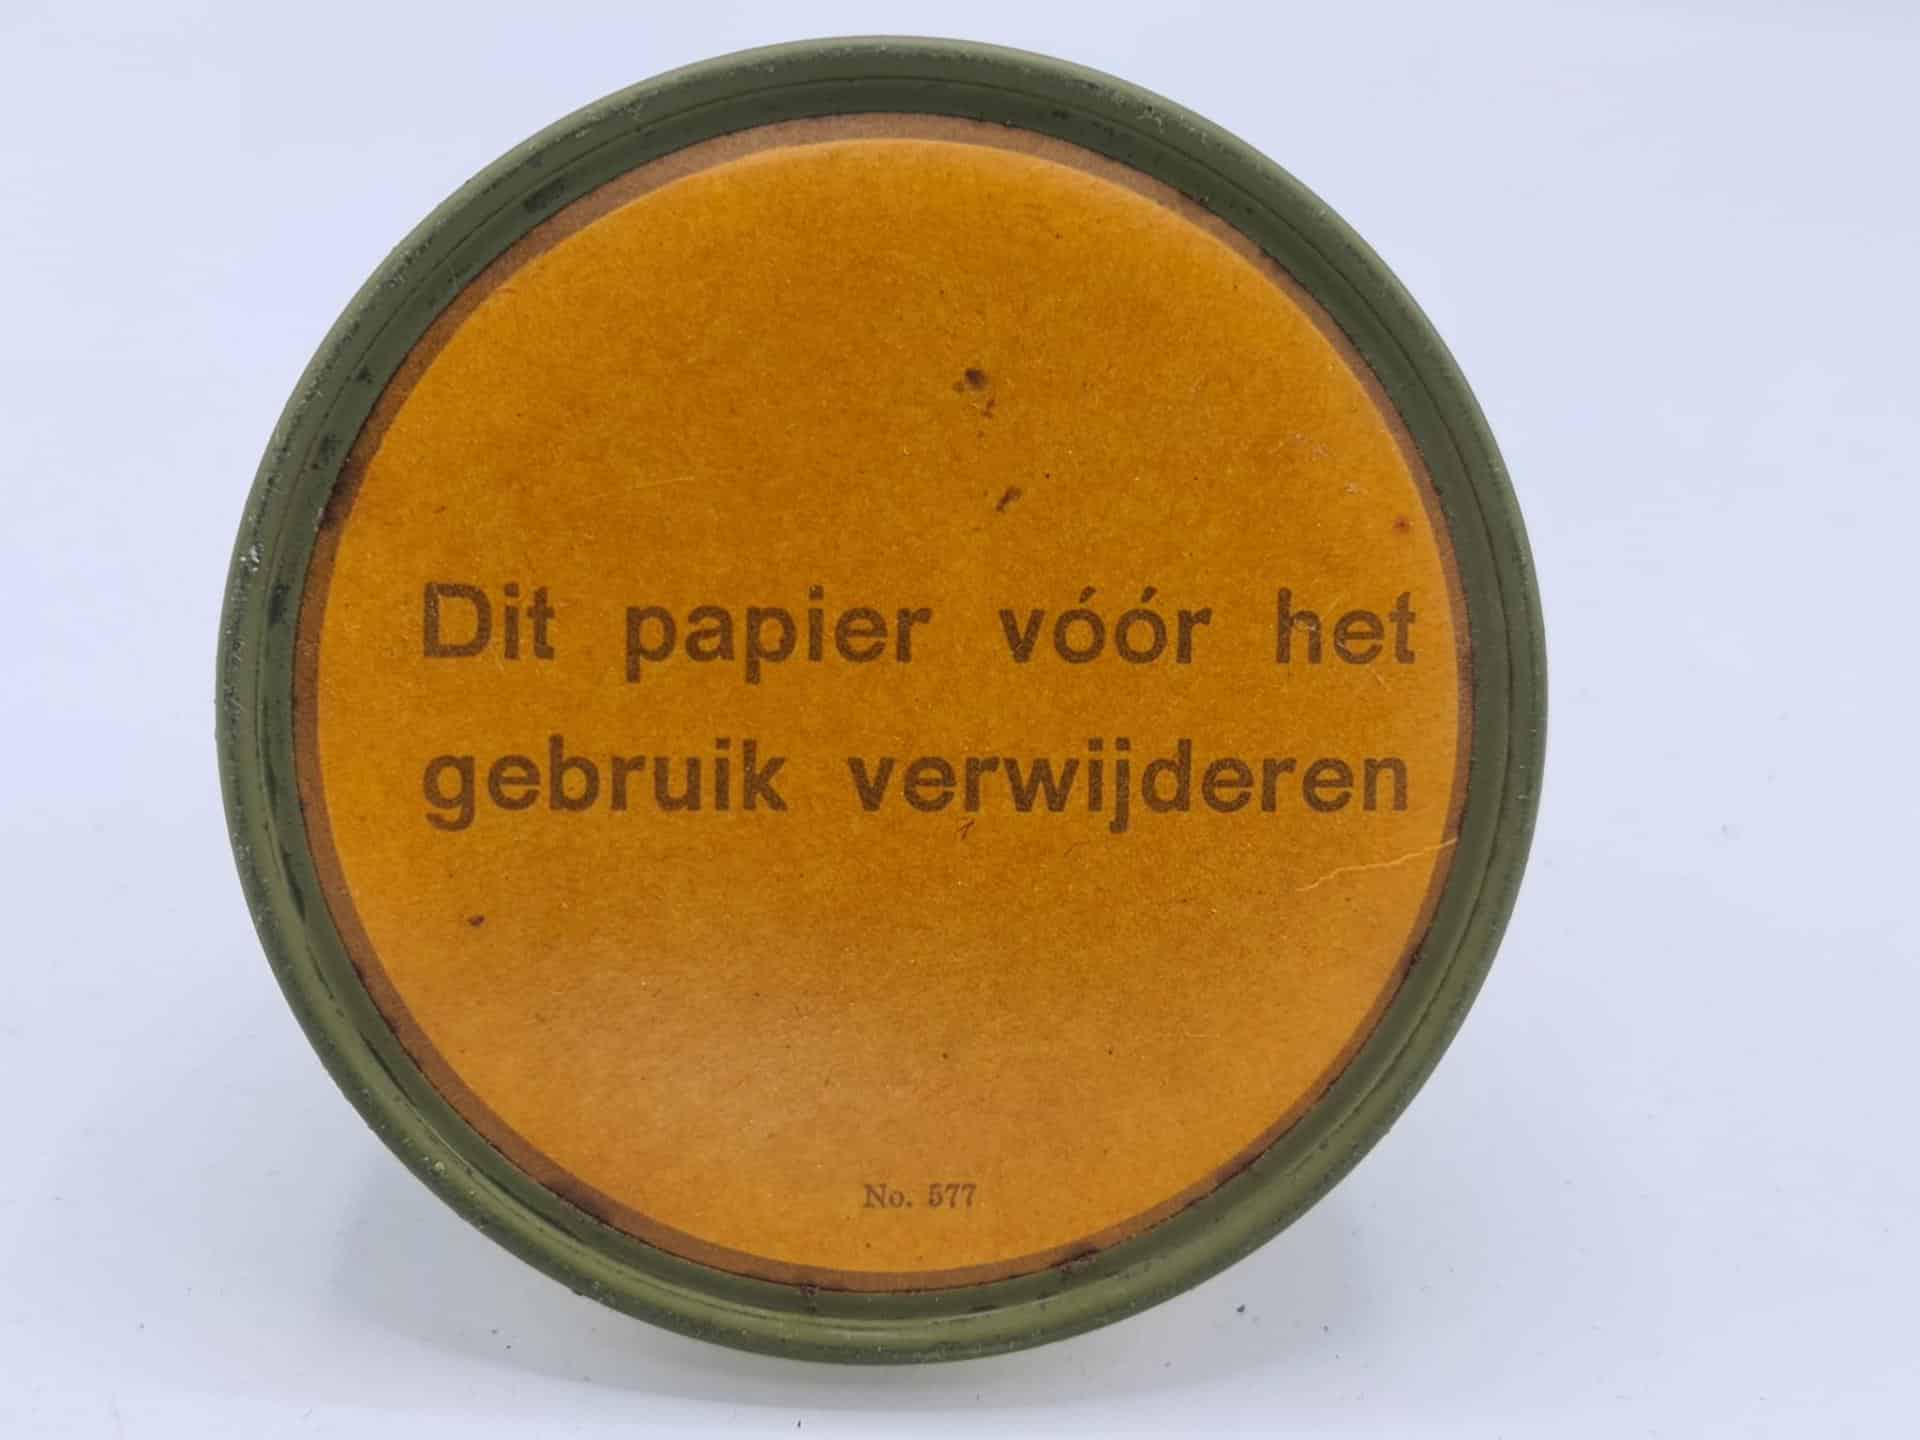 Dit papier vóór het
gebruik verwijderen
No. 577